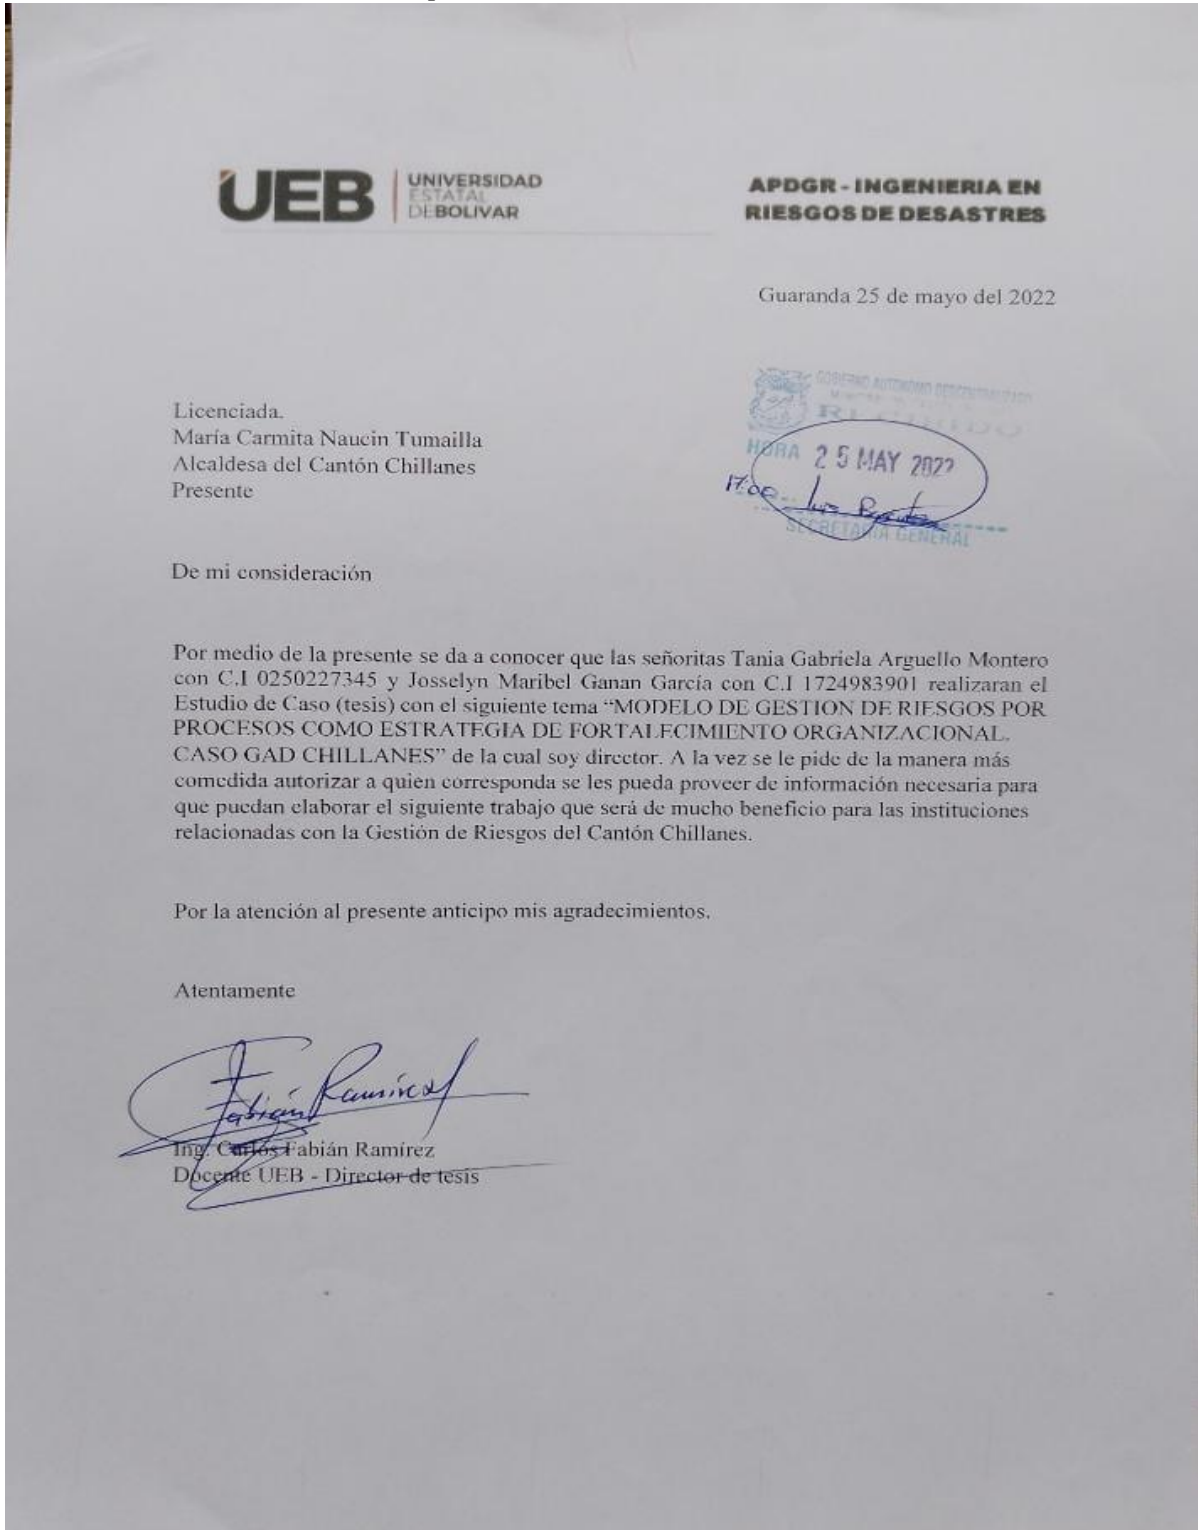 UEB UNIVERSIDAD
ESTATAL
DE BOLIVAR
APDGR - INGENIERIA EN
RIESGOS DE DESASTRES
Guaranda 25 de mayo del 2022
GOBIERNO AUTONOMO DESCENTRALIZADO
RECIBIDO
HORA 25 MAY 2022
17:00
SECRETARIA GENERAL
Licenciada.
María Carmita Naucin Tumailla
Alcaldesa del Cantón Chillanes
Presente
De mi consideración
Por medio de la presente se da a conocer que las señoritas Tania Gabriela Arguello Montero
con C.I 0250227345 y Josselyn Maribel Ganan García con C.I 1724983901 realizaran el
Estudio de Caso (tesis) con el siguiente tema “MODELO DE GESTION DE RIESGOS POR
PROCESOS COMO ESTRATEGIA DE FORTALECIMIENTO ORGANIZACIONAL.
CASO GAD CHILLANES” de la cual soy director. A la vez se le pide de la manera más
comedida autorizar a quien corresponda se les pueda proveer de información necesaria para
que puedan elaborar el siguiente trabajo que será de mucho beneficio para las instituciones
relacionadas con la Gestión de Riesgos del Cantón Chillanes.
Por la atención al presente anticipo mis agradecimientos.
Atentamente
Fabián Ramírez
Ing. Carlos Fabián Ramírez
Docente UEB - Director de tesis